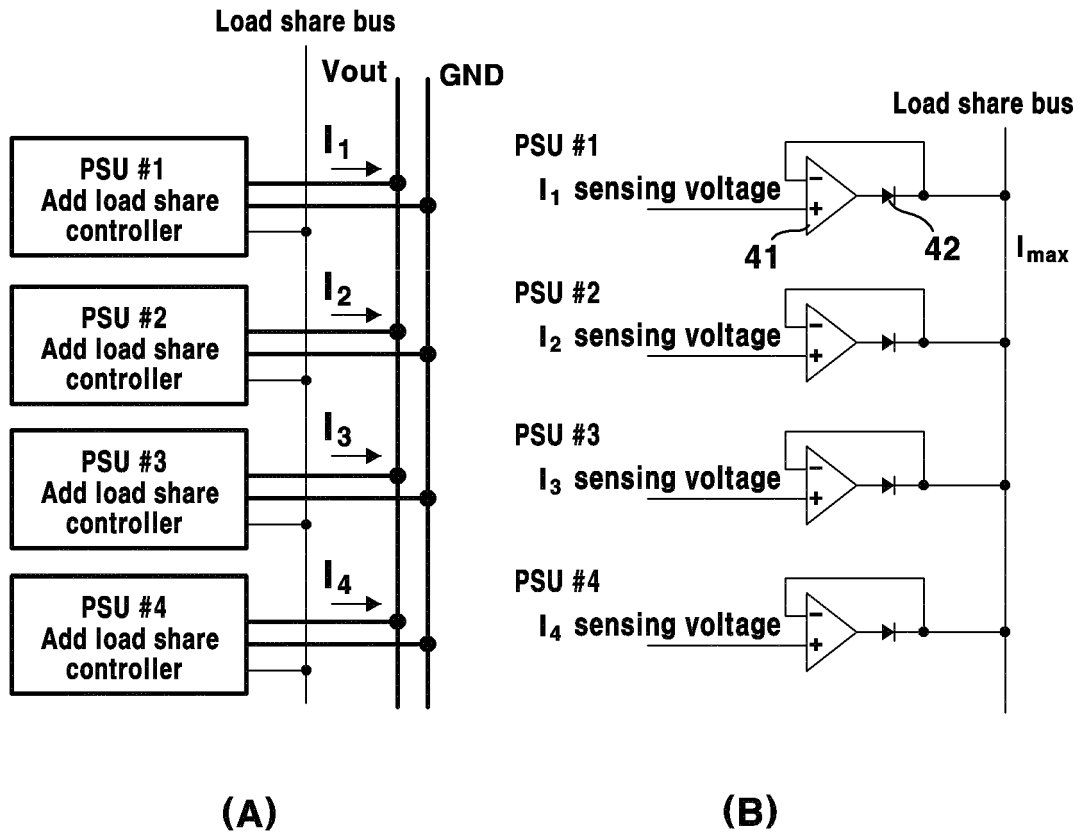 Load share bus
Vout
GND
I1
PSU #1
Add load share
controller
I2
PSU #2
Add load share
controller
I3
PSU #3
Add load share
controller
I4
PSU #4
Add load share
controller
(A)
Load share bus
PSU #1
I1 sensing voltage
−
+
41
42
Imax
PSU #2
I2 sensing voltage
−
+
PSU #3
I3 sensing voltage
−
+
PSU #4
I4 sensing voltage
−
+
(B)